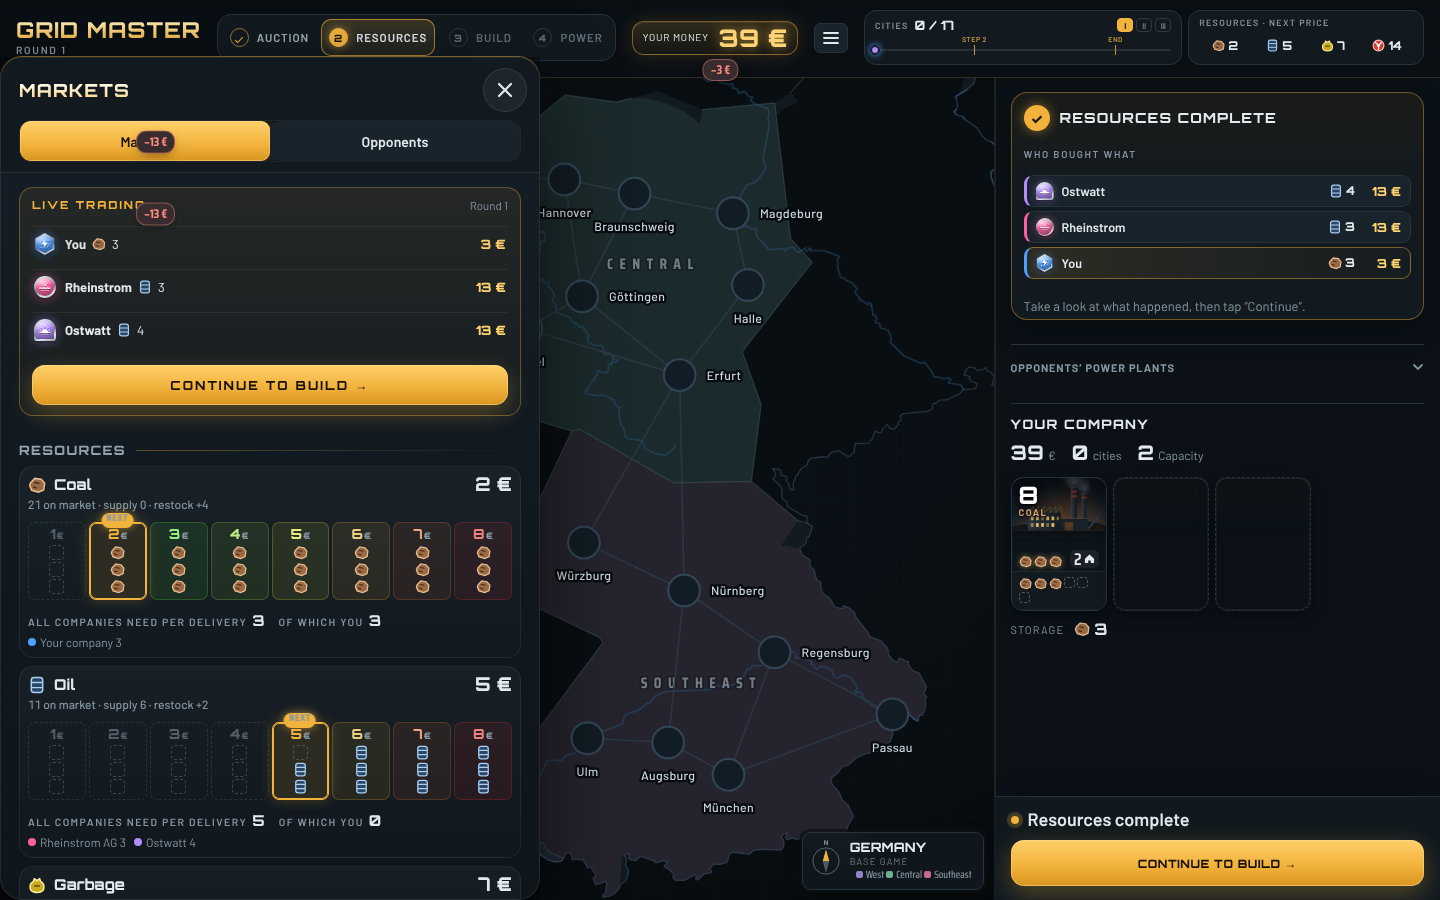 GRID MASTER
ROUND 1
AUCTION
2 RESOURCES
3 BUILD
4 POWER
YOUR MONEY 39 €
-3 €
CITIES 0 / 17
I II III
STEP 2
END
RESOURCES · NEXT PRICE
2 5 7 14
MARKETS
Ma
-13 €
Opponents
LIVE TRADING
-13 €
Round 1
You 3 3 €
Rheinstrom 3 13 €
Ostwatt 4 13 €
CONTINUE TO BUILD →
RESOURCES
Coal 2 €
21 on market · supply 0 · restock +4
NEXT
1€ 2€ 3€ 4€ 5€ 6€ 7€ 8€
ALL COMPANIES NEED PER DELIVERY 3 OF WHICH YOU 3
Your company 3
Oil 5 €
11 on market · supply 6 · restock +2
NEXT
1€ 2€ 3€ 4€ 5€ 6€ 7€ 8€
ALL COMPANIES NEED PER DELIVERY 5 OF WHICH YOU 0
Rheinstrom AG 3 Ostwatt 4
Garbage 7 €
Hannover
Braunschweig
Magdeburg
CENTRAL
Göttingen
Halle
Erfurt
Würzburg
Nürnberg
Regensburg
SOUTHEAST
Passau
Ulm
Augsburg
München
N
GERMANY
BASE GAME
West Central Southeast
RESOURCES COMPLETE
WHO BOUGHT WHAT
Ostwatt 4 13 €
Rheinstrom 3 13 €
You 3 3 €
Take a look at what happened, then tap “Continue”.
OPPONENTS’ POWER PLANTS
YOUR COMPANY
39 € 0 cities 2 Capacity
8
COAL
2
STORAGE 3
Resources complete
CONTINUE TO BUILD →